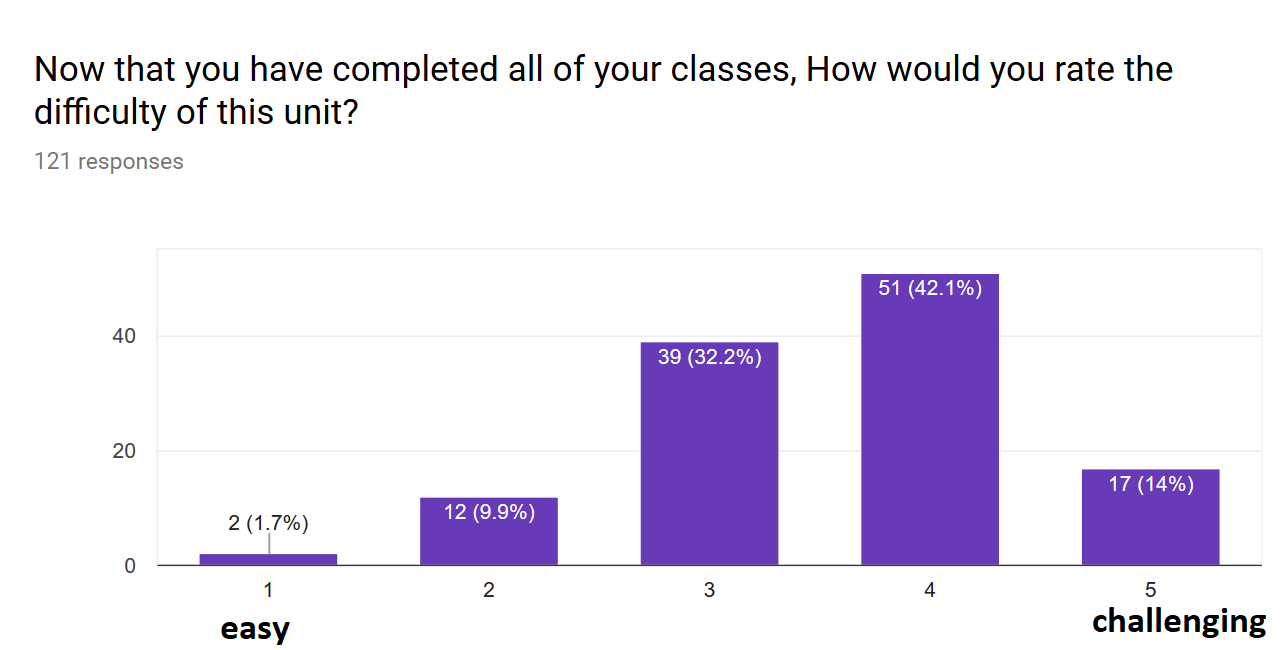 Now that you have completed all of your classes, How would you rate the
difficulty of this unit?
121 responses
40
20
0
2 (1.7%)
12 (9.9%)
39 (32.2%)
51 (42.1%)
17 (14%)
1
2
3
4
5
easy
challenging